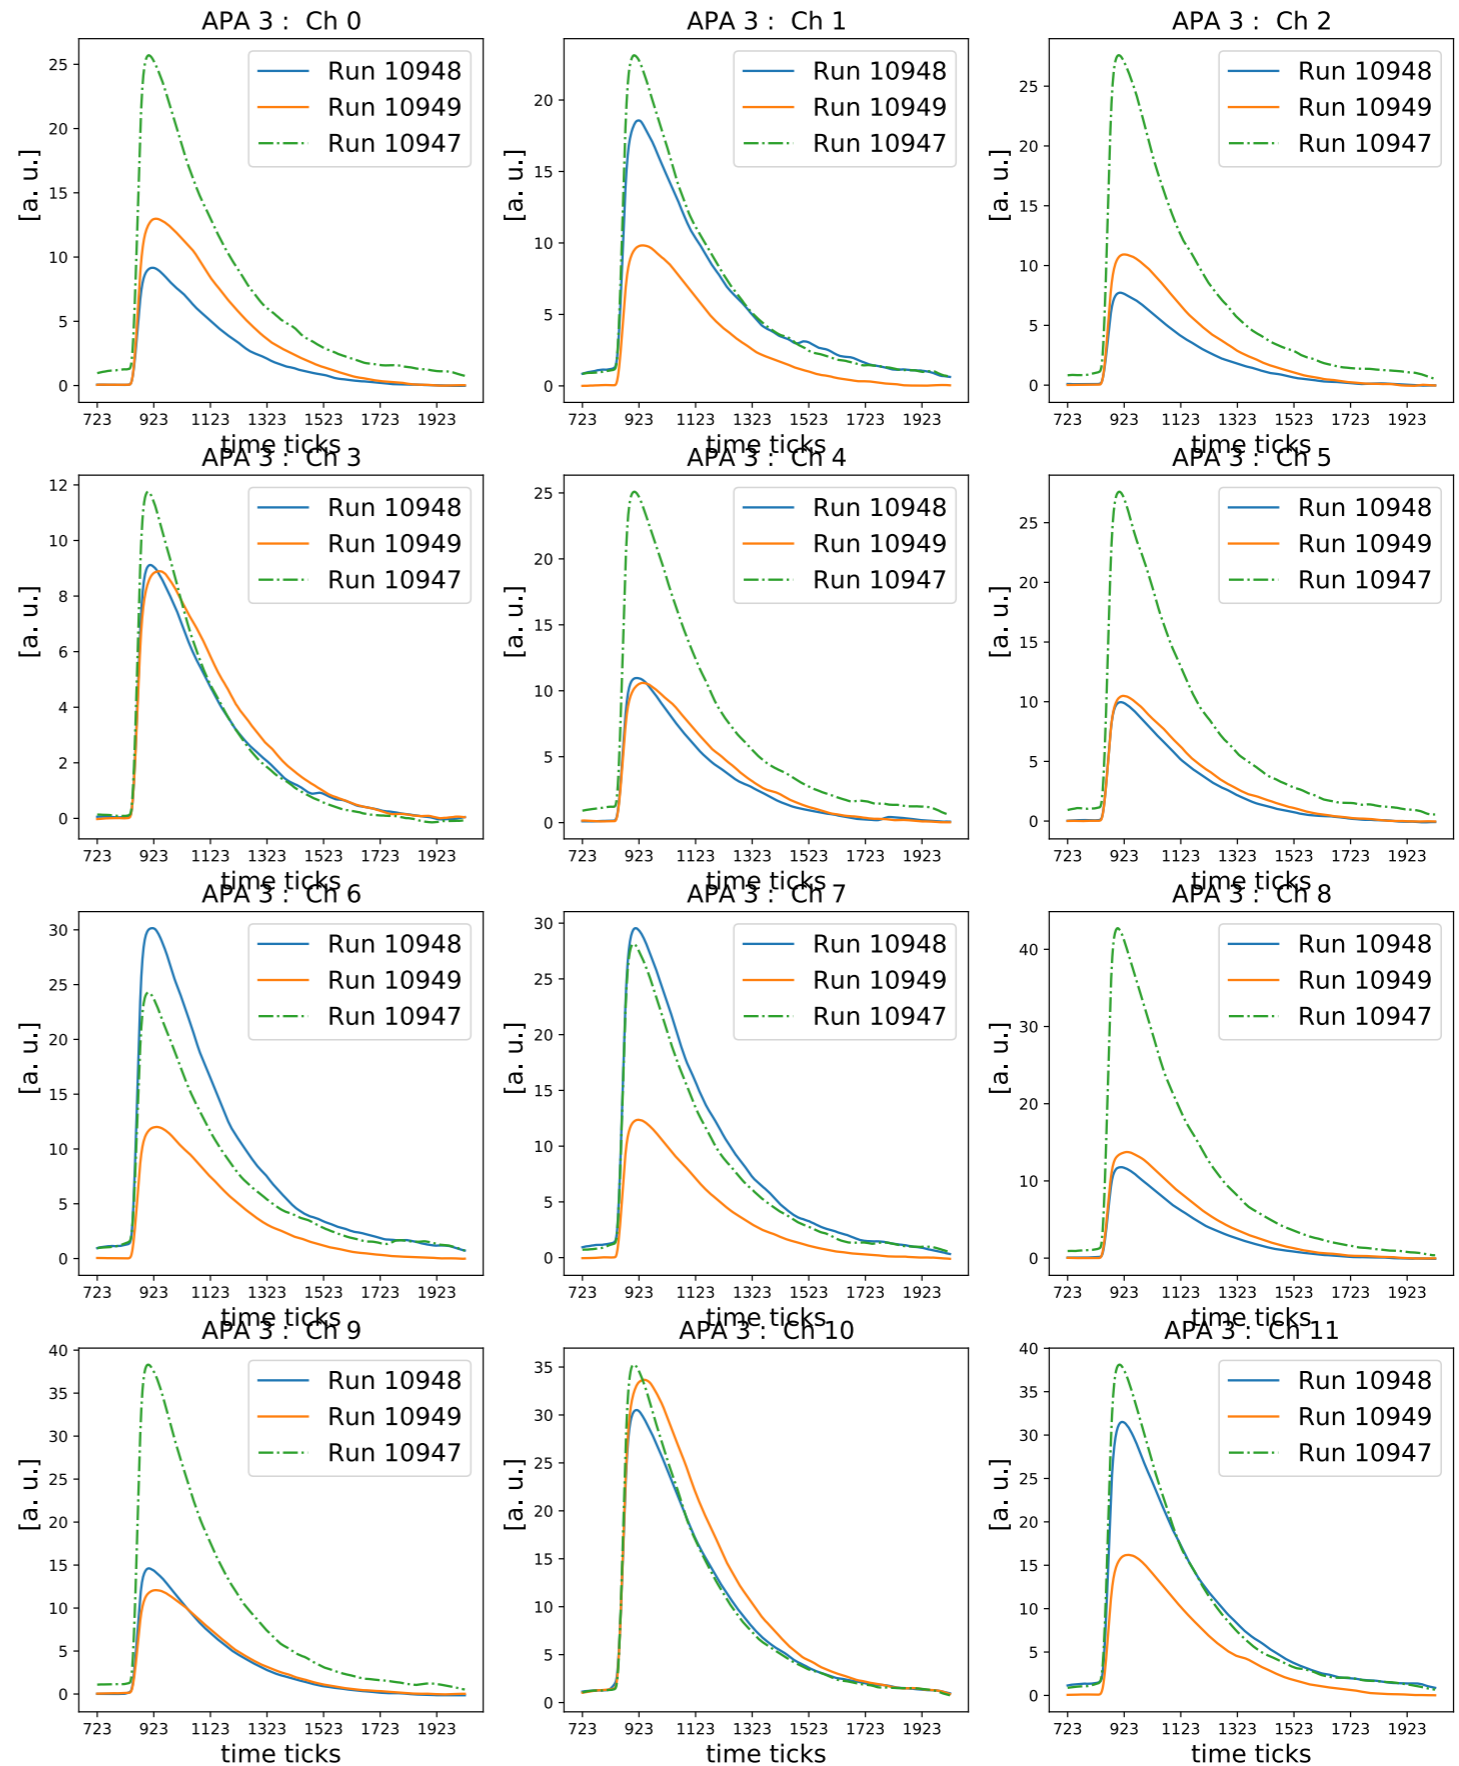 APA 3 :  Ch 0
[a. u.]
25
20
15
10
5
0
Run 10948
Run 10949
Run 10947
723 923 1123 1323 1523 1723 1923
time ticks
APA 3 :  Ch 1
[a. u.]
20
15
10
5
0
Run 10948
Run 10949
Run 10947
723 923 1123 1323 1523 1723 1923
time ticks
APA 3 :  Ch 2
[a. u.]
25
20
15
10
5
0
Run 10948
Run 10949
Run 10947
723 923 1123 1323 1523 1723 1923
time ticks
APA 3 :  Ch 3
[a. u.]
12
10
8
6
4
2
0
Run 10948
Run 10949
Run 10947
723 923 1123 1323 1523 1723 1923
time ticks
APA 3 :  Ch 4
[a. u.]
25
20
15
10
5
0
Run 10948
Run 10949
Run 10947
723 923 1123 1323 1523 1723 1923
time ticks
APA 3 :  Ch 5
[a. u.]
25
20
15
10
5
0
Run 10948
Run 10949
Run 10947
723 923 1123 1323 1523 1723 1923
time ticks
APA 3 :  Ch 6
[a. u.]
30
25
20
15
10
5
0
Run 10948
Run 10949
Run 10947
723 923 1123 1323 1523 1723 1923
time ticks
APA 3 :  Ch 7
[a. u.]
30
25
20
15
10
5
0
Run 10948
Run 10949
Run 10947
723 923 1123 1323 1523 1723 1923
time ticks
APA 3 :  Ch 8
[a. u.]
40
30
20
10
0
Run 10948
Run 10949
Run 10947
723 923 1123 1323 1523 1723 1923
time ticks
APA 3 :  Ch 9
[a. u.]
40
35
30
25
20
15
10
5
0
Run 10948
Run 10949
Run 10947
723 923 1123 1323 1523 1723 1923
time ticks
APA 3 :  Ch 10
[a. u.]
35
30
25
20
15
10
5
0
723 923 1123 1323 1523 1723 1923
time ticks
APA 3 :  Ch 11
[a. u.]
40
35
30
25
20
15
10
5
0
Run 10948
Run 10949
Run 10947
723 923 1123 1323 1523 1723 1923
time ticks